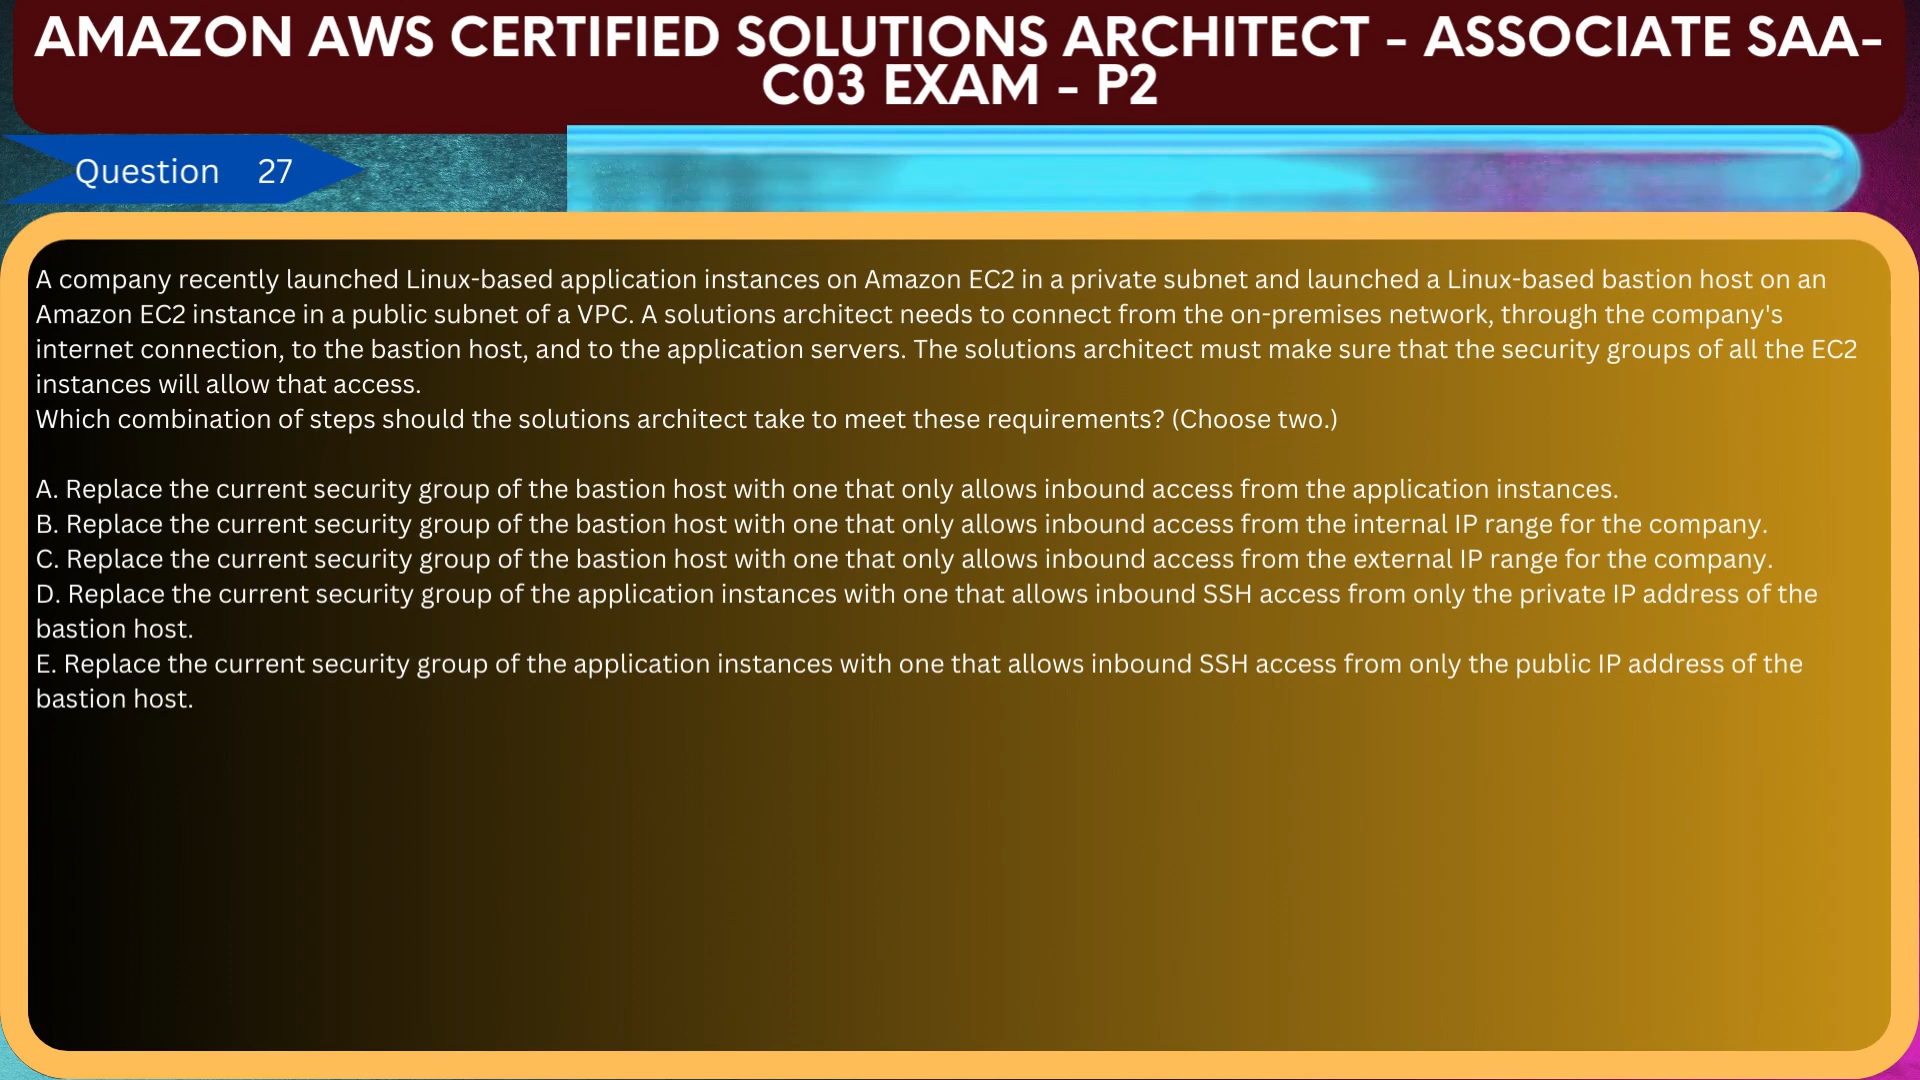 AMAZON AWS CERTIFIED SOLUTIONS ARCHITECT - ASSOCIATE SAA-
C03 EXAM - P2
Question 27
A company recently launched Linux-based application instances on Amazon EC2 in a private subnet and launched a Linux-based bastion host on an
Amazon EC2 instance in a public subnet of a VPC. A solutions architect needs to connect from the on-premises network, through the company's
internet connection, to the bastion host, and to the application servers. The solutions architect must make sure that the security groups of all the EC2
instances will allow that access.
Which combination of steps should the solutions architect take to meet these requirements? (Choose two.)
A. Replace the current security group of the bastion host with one that only allows inbound access from the application instances.
B. Replace the current security group of the bastion host with one that only allows inbound access from the internal IP range for the company.
C. Replace the current security group of the bastion host with one that only allows inbound access from the external IP range for the company.
D. Replace the current security group of the application instances with one that allows inbound SSH access from only the private IP address of the
bastion host.
E. Replace the current security group of the application instances with one that allows inbound SSH access from only the public IP address of the
bastion host.